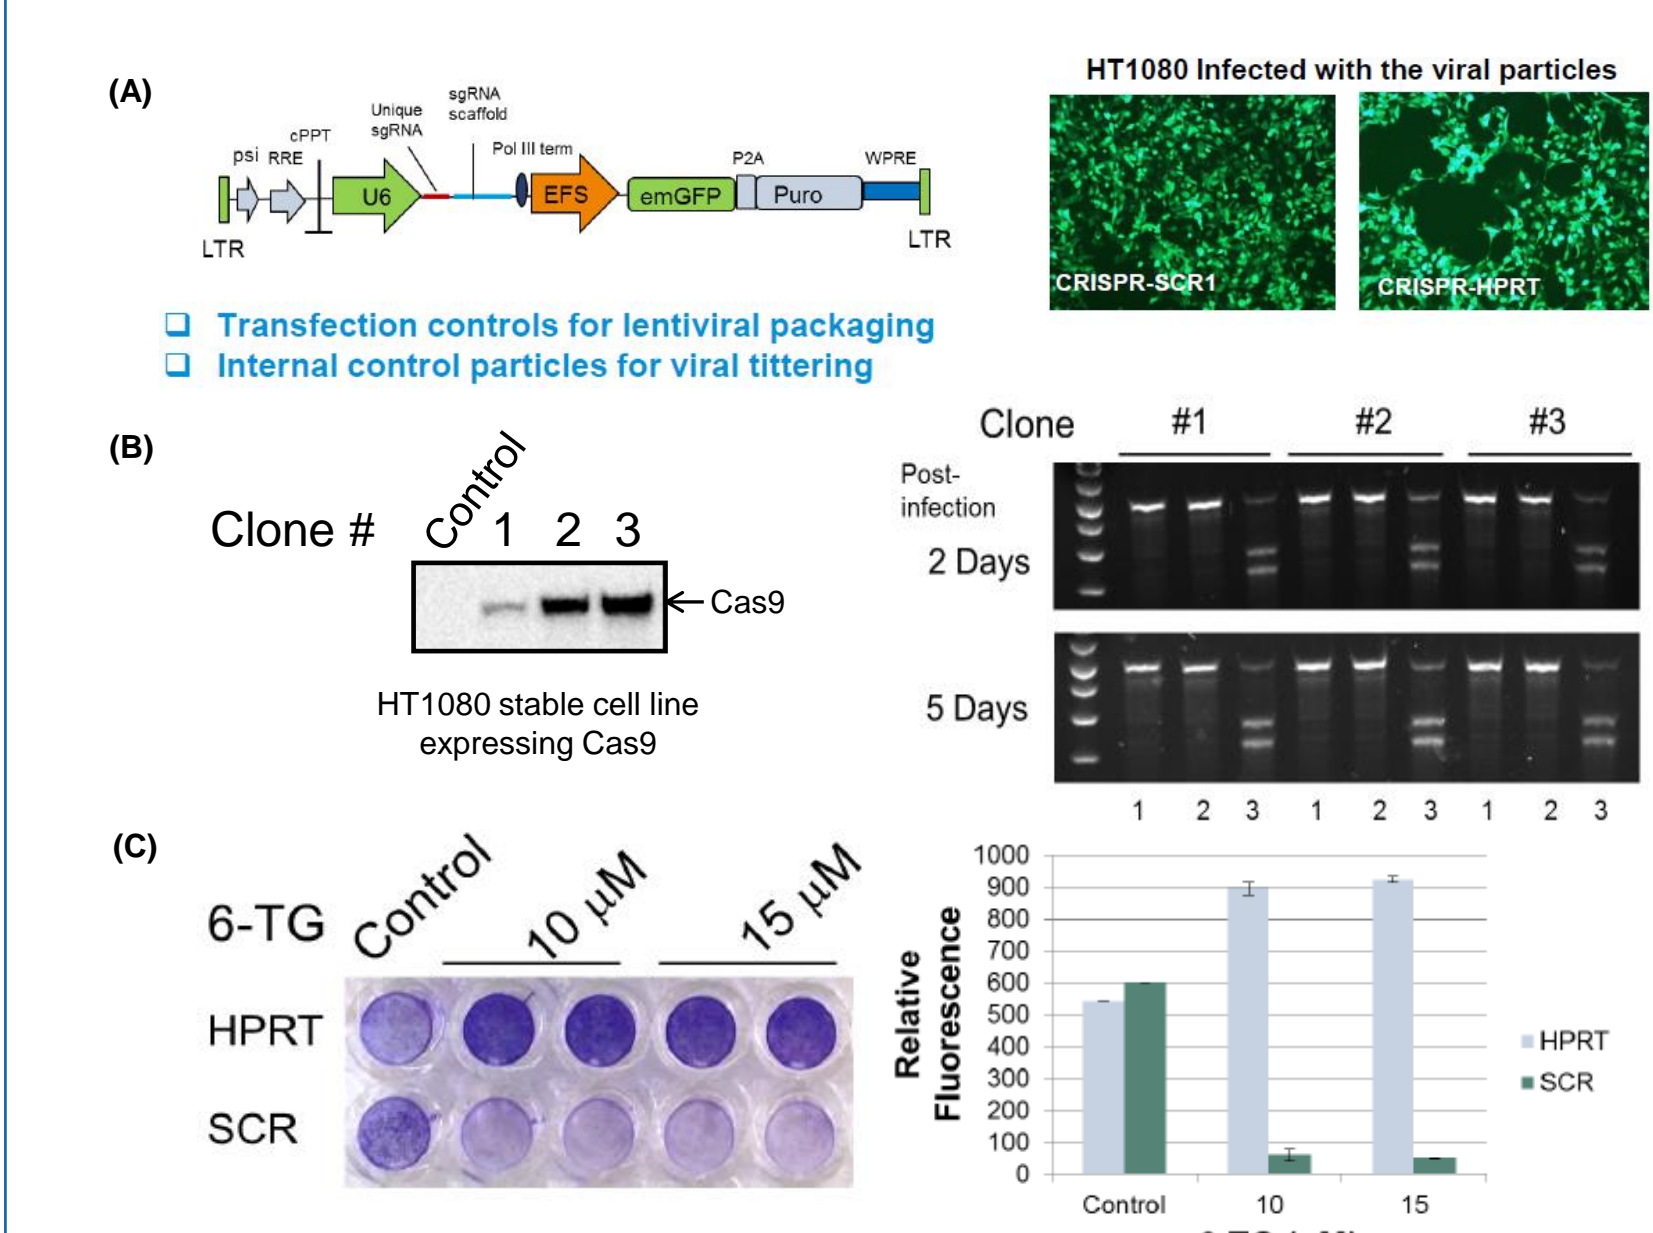 (A)
Unique
sgRNA
sgRNA
scaffold
cPPT
psi
RRE
Pol III term
P2A
WPRE
U6
EFS
emGFP
Puro
LTR
LTR
Transfection controls for lentiviral packaging
Internal control particles for viral tittering
HT1080 Infected with the viral particles
CRISPR-SCR1
CRISPR-HPRT
(B)
Clone #
Control
1 2 3
Cas9
HT1080 stable cell line
expressing Cas9
Clone #1 #2 #3
Post-
infection
2 Days
5 Days
1 2 3 1 2 3 1 2 3
(C)
6-TG
Control
10 µM
15 µM
HPRT
SCR
Relative
Fluorescence
1000
900
800
700
600
500
400
300
200
100
0
Control 10 15
HPRT
SCR